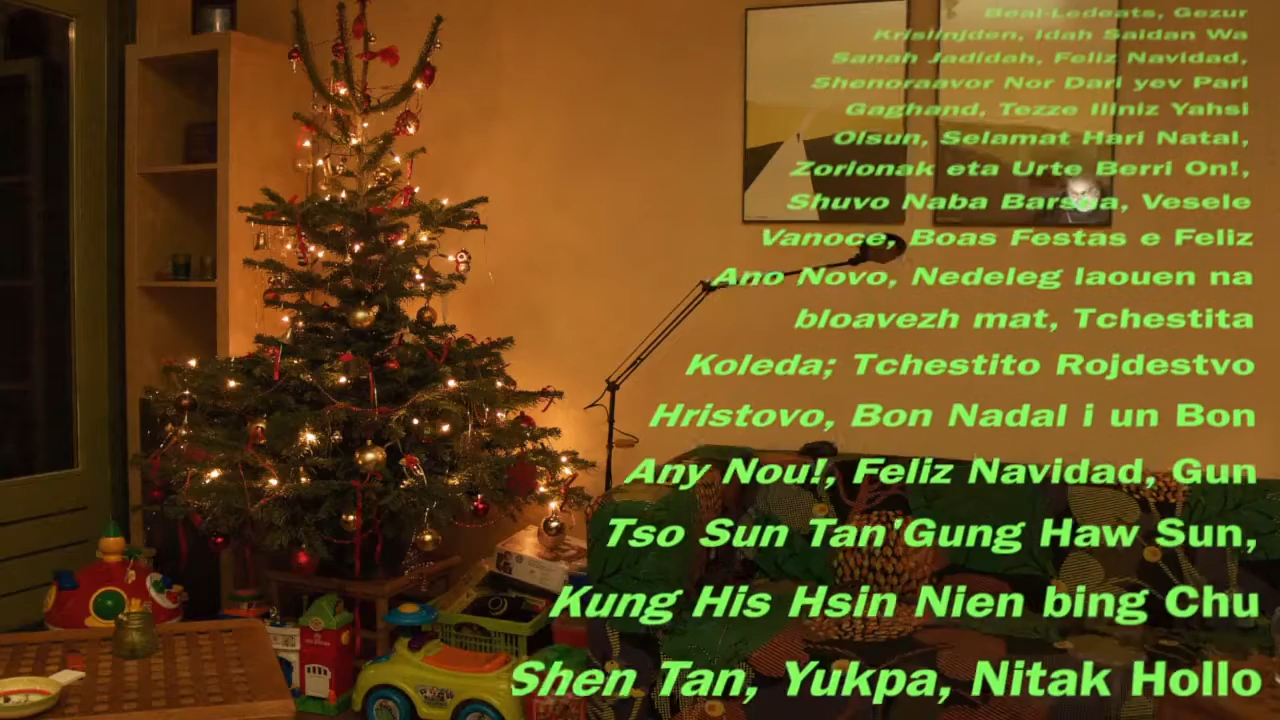 Beal-Ledeats, Gezur
Krislinjden, Idah Saidan Wa
Sanah Jadidah, Feliz Navidad,
Shenoraavor Nor Dari yev Pari
Gaghand, Tezze Iliniz Yahsi
Olsun, Selamat Hari Natal,
Zorionak eta Urte Berri On!,
Shuvo Naba Barsha, Vesele
Vanoce, Boas Festas e Feliz
Ano Novo, Nedeleg laouen na
bloavezh mat, Tchestita
Koleda; Tchestito Rojdestvo
Hristovo, Bon Nadal i un Bon
Any Nou!, Feliz Navidad, Gun
Tso Sun Tan'Gung Haw Sun,
Kung His Hsin Nien bing Chu
Shen Tan, Yukpa, Nitak Hollo